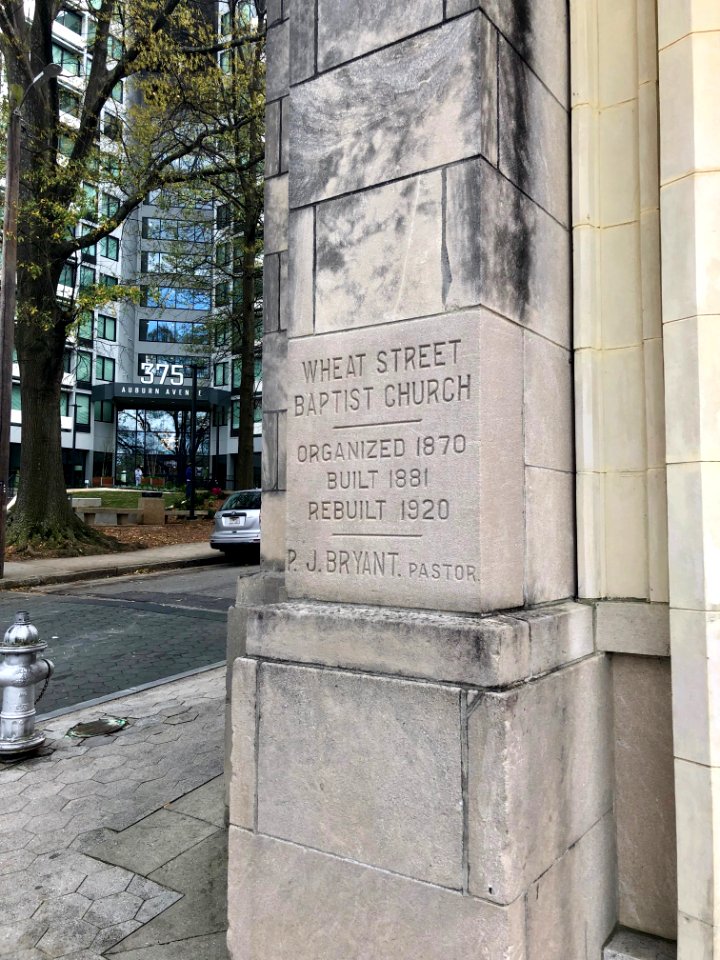 375
AUBURN AVENUE
WHEAT STREET
BAPTIST CHURCH
ORGANIZED 1870
BUILT 1881
REBUILT 1920
P. J. BRYANT. PASTOR.